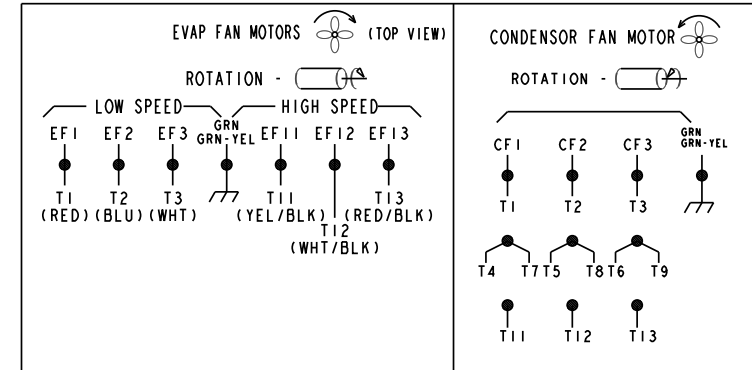 EVAP FAN MOTORS (TOP VIEW)
ROTATION -
LOW SPEED HIGH SPEED
GRN
GRN-YEL
EF1 EF2 EF3 EF11 EF12 EF13
T1 T2 T3 T11 T13
(RED) (BLU) (WHT) (YEL/BLK) (RED/BLK)
T12
(WHT/BLK)
CONDENSOR FAN MOTOR
ROTATION -
GRN
GRN-YEL
CF1 CF2 CF3
T1 T2 T3
T4 T7 T5 T8 T6 T9
T11 T12 T13